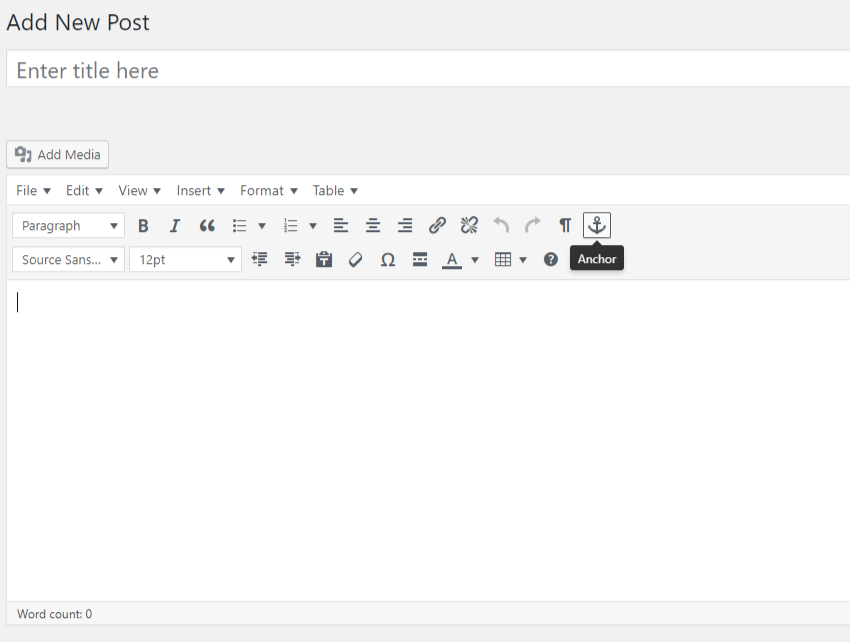 Add New Post
Enter title here
Add Media
File Edit View Insert Format Table
Paragraph B I
Source Sans... 12pt Ω A ? Anchor
Word count: 0